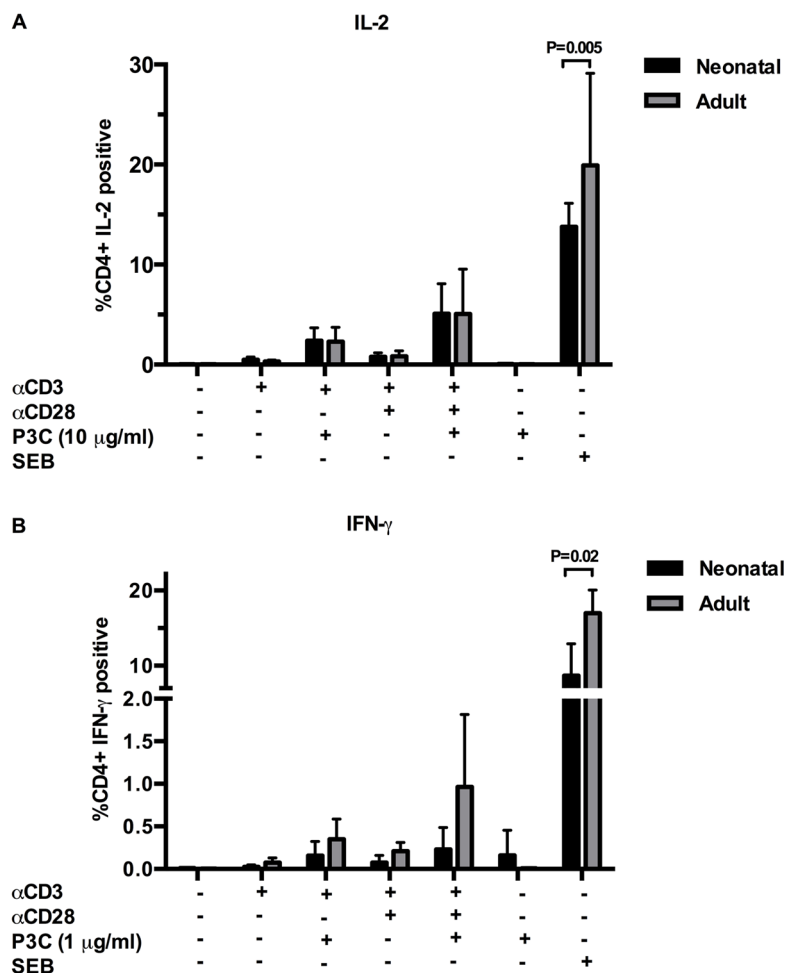 A
IL-2
P=0.005
Neonatal
Adult
30
20
10
0
%CD4+ IL-2 positive
αCD3 - + + + + - -
αCD28 - - - + + - -
P3C (10 μg/ml) - - + - + + -
SEB - - - - - - +
B
IFN-γ
P=0.02
Neonatal
Adult
20
10
2.0
1.5
1.0
0.5
0.0
%CD4+ IFN-γ positive
αCD3 - + + + + - -
αCD28 - - - + + - -
P3C (1 μg/ml) - - + - + + -
SEB - - - - - - +